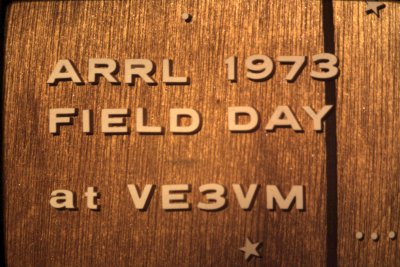 ARRL 1973
FIELD DAY
at VE3VM
...